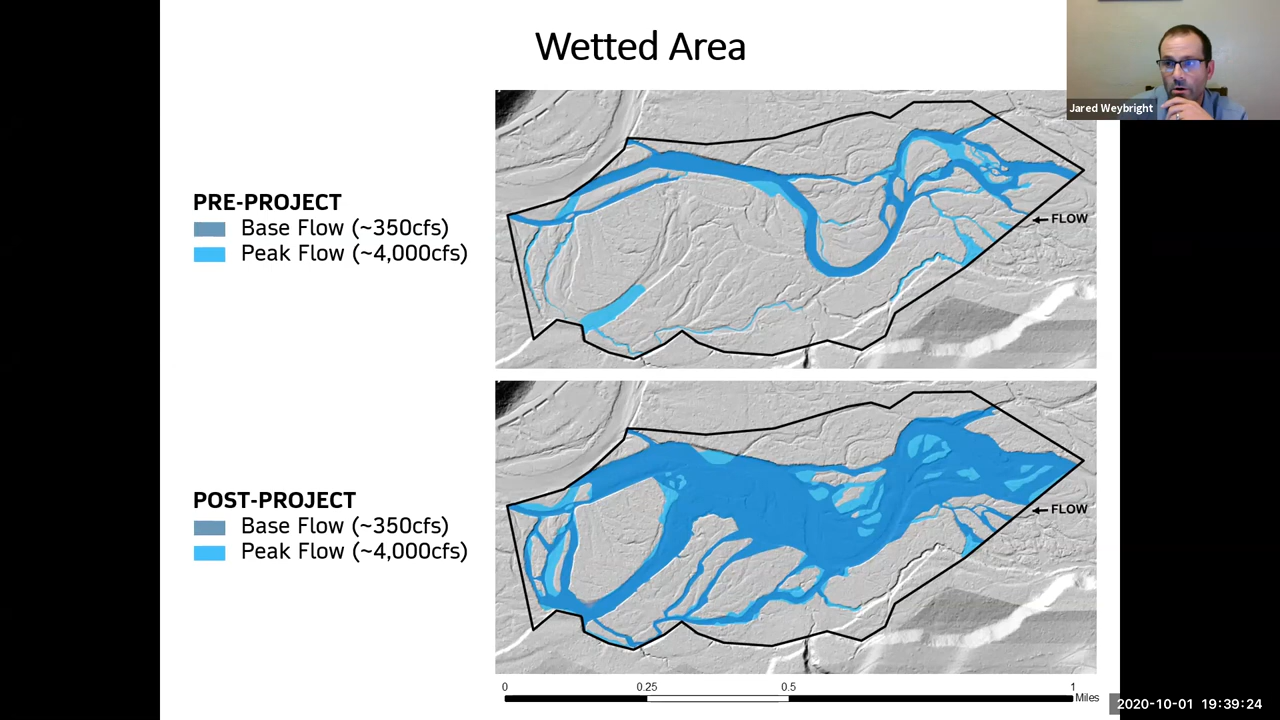 Wetted Area
Jared Weybright
PRE-PROJECT
Base Flow (~350cfs)
Peak Flow (~4,000cfs)
FLOW
POST-PROJECT
Base Flow (~350cfs)
Peak Flow (~4,000cfs)
FLOW
0 0.25 0.5 1
Miles
2020-10-01 19:39:24